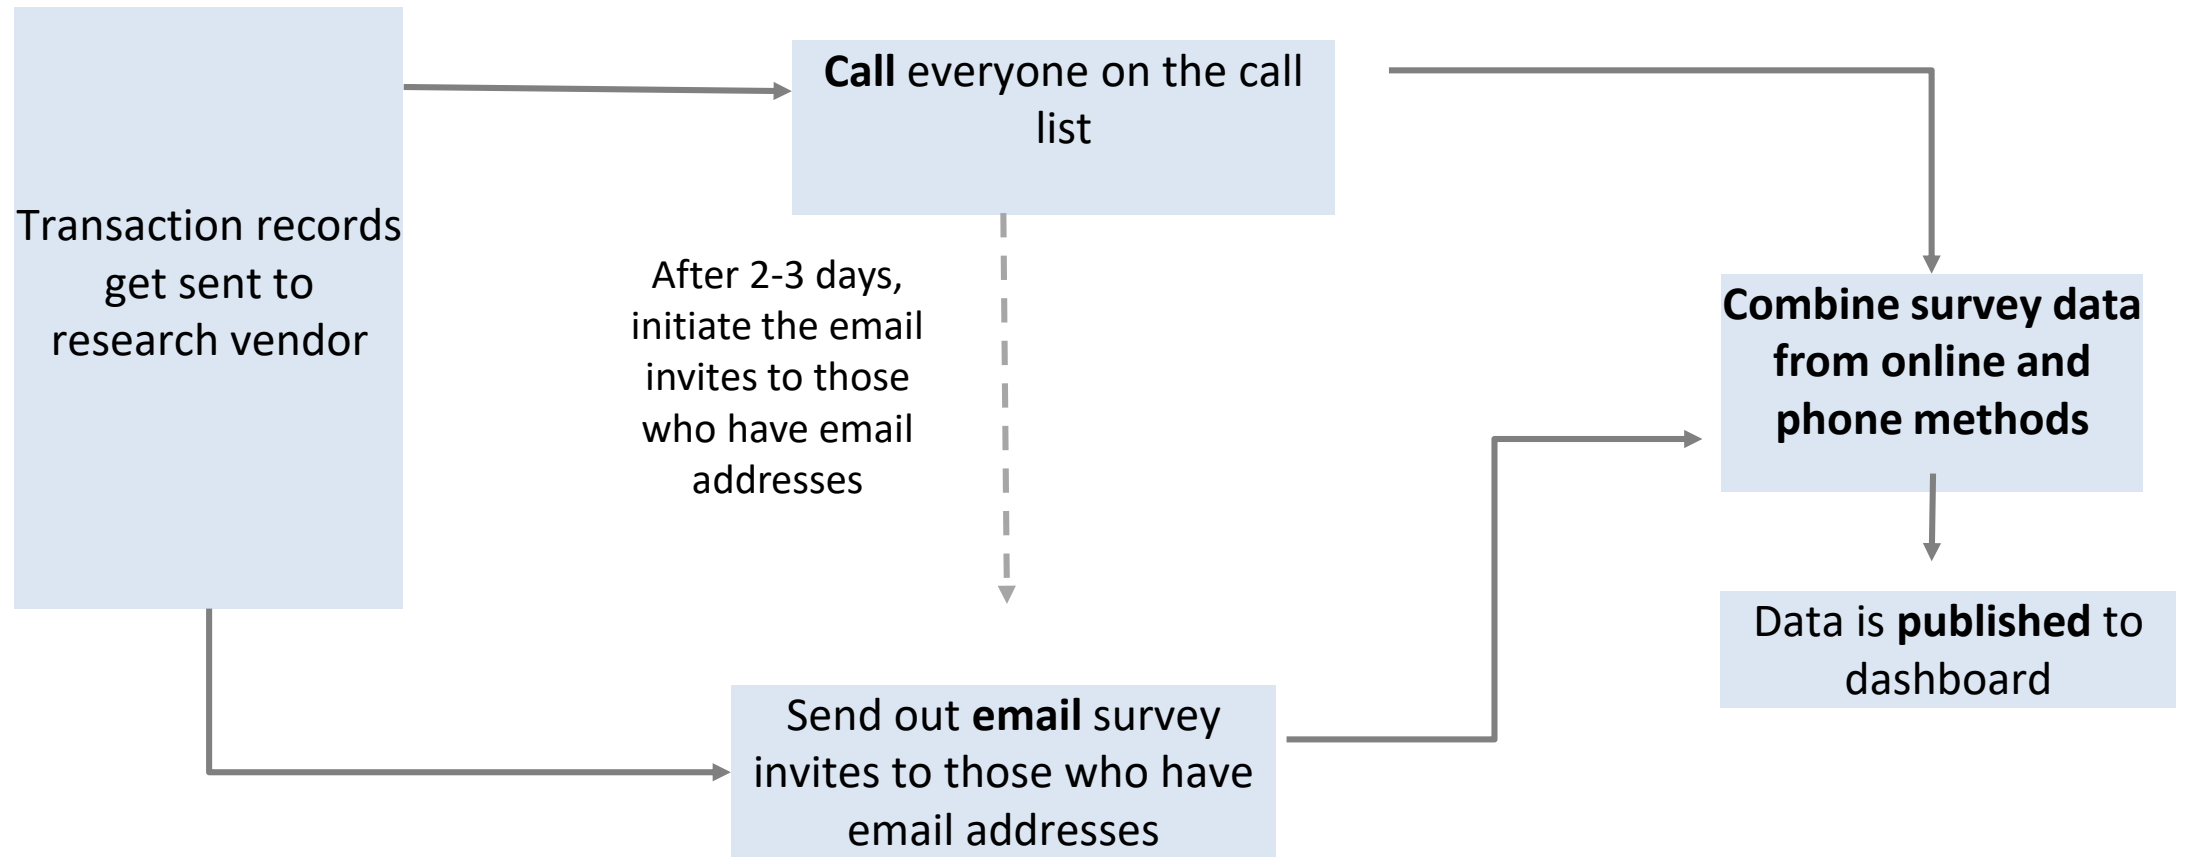 Transaction records
get sent to
research vendor
Call everyone on the call
list
After 2-3 days,
initiate the email
invites to those
who have email
addresses
Send out email survey
invites to those who have
email addresses
Combine survey data
from online and
phone methods
Data is published to
dashboard